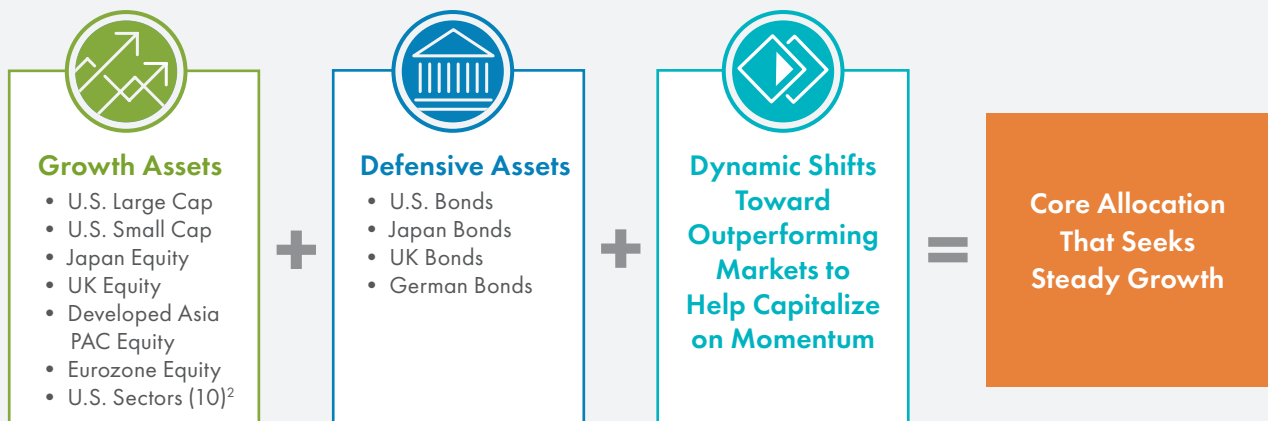 Growth Assets
• U.S. Large Cap
• U.S. Small Cap
• Japan Equity
• UK Equity
• Developed Asia
PAC Equity
• Eurozone Equity
• U.S. Sectors (10)²
+
Defensive Assets
• U.S. Bonds
• Japan Bonds
• UK Bonds
• German Bonds
+
Dynamic Shifts
Toward
Outperforming
Markets to
Help Capitalize
on Momentum
=
Core Allocation
That Seeks
Steady Growth